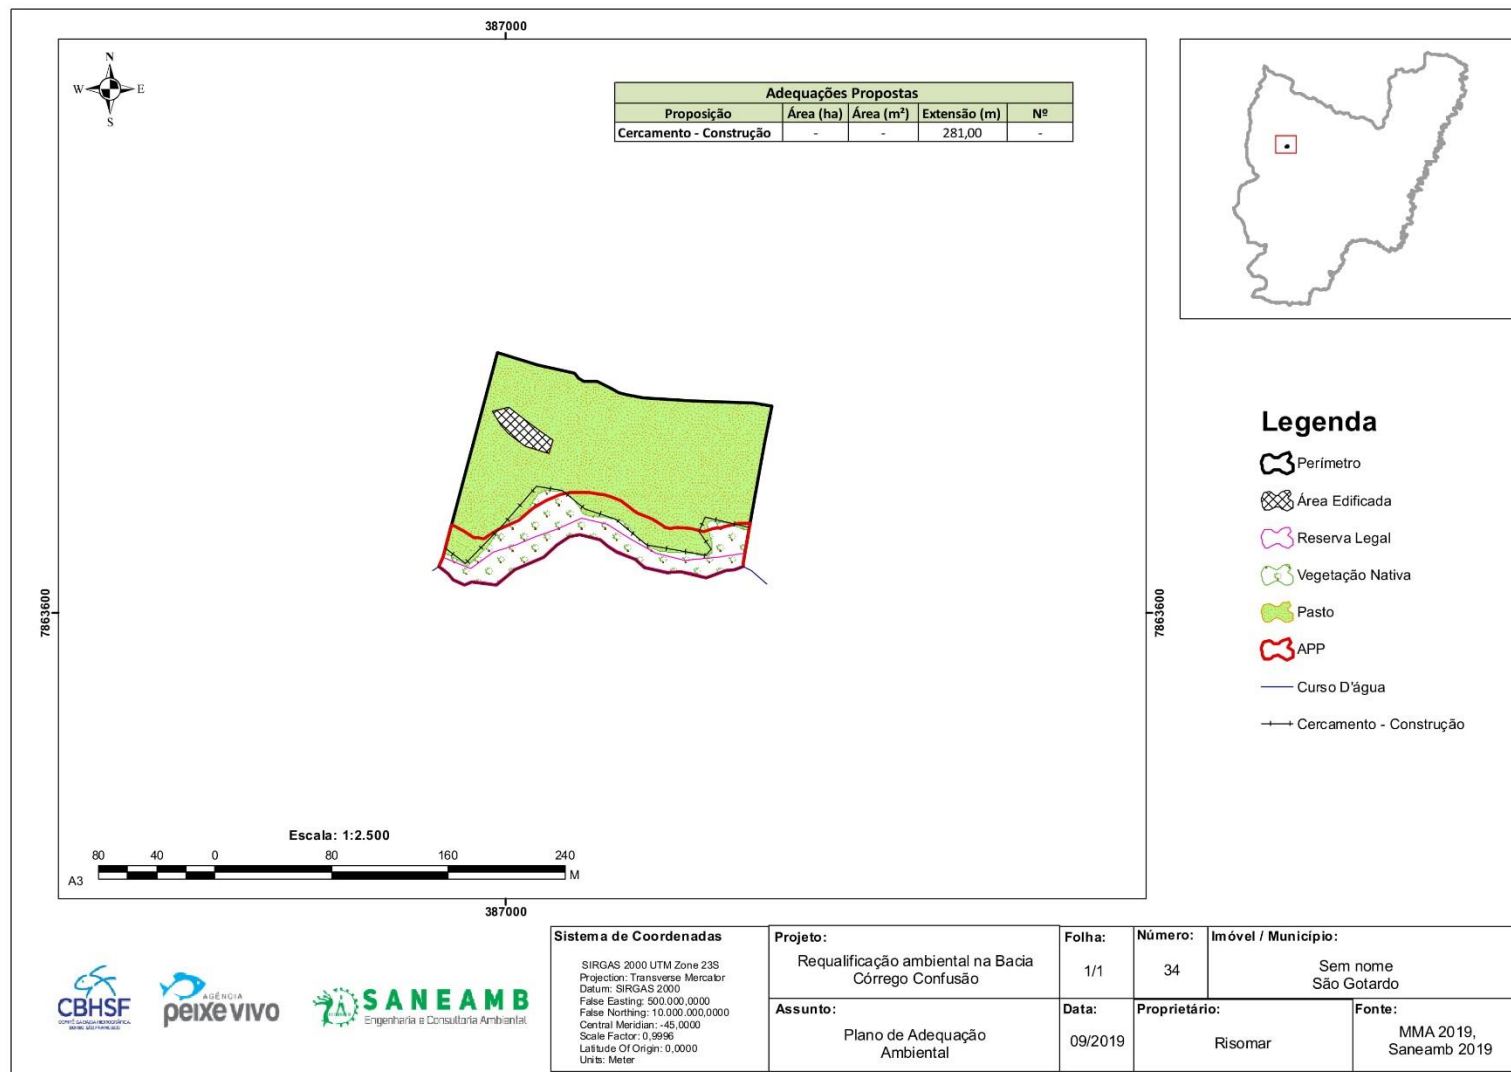 387000
N
W E
S
Adequações Propostas
Proposição Área (ha) Área (m²) Extensão (m) Nº
Cercamento - Construção - - 281,00 -
Legenda
Perímetro
Área Edificada
Reserva Legal
Vegetação Nativa
Pasto
APP
Curso D'água
Cercamento - Construção
7863600
7863600
Escala: 1:2.500
80 40 0 80 160 240
A3 M
387000
CBHSF
AGÊNCIA
peixe vivo
SANEAMB
Engenharia e Consultoria Ambiental
Sistema de Coordenadas
SIRGAS 2000 UTM Zone 23S
Projection: Transverse Mercator
Datum: SIRGAS 2000
False Easting: 500.000,0000
False Northing: 10.000.000,0000
Central Meridian: -45,0000
Scale Factor: 0,9996
Latitude Of Origin: 0,0000
Units: Meter
Projeto:
Requalificação ambiental na Bacia
Córrego Confusão
Folha:
1/1
Número:
34
Imóvel / Município:
Sem nome
São Gotardo
Assunto:
Plano de Adequação
Ambiental
Data:
09/2019
Proprietário:
Risomar
Fonte:
MMA 2019,
Saneamb 2019